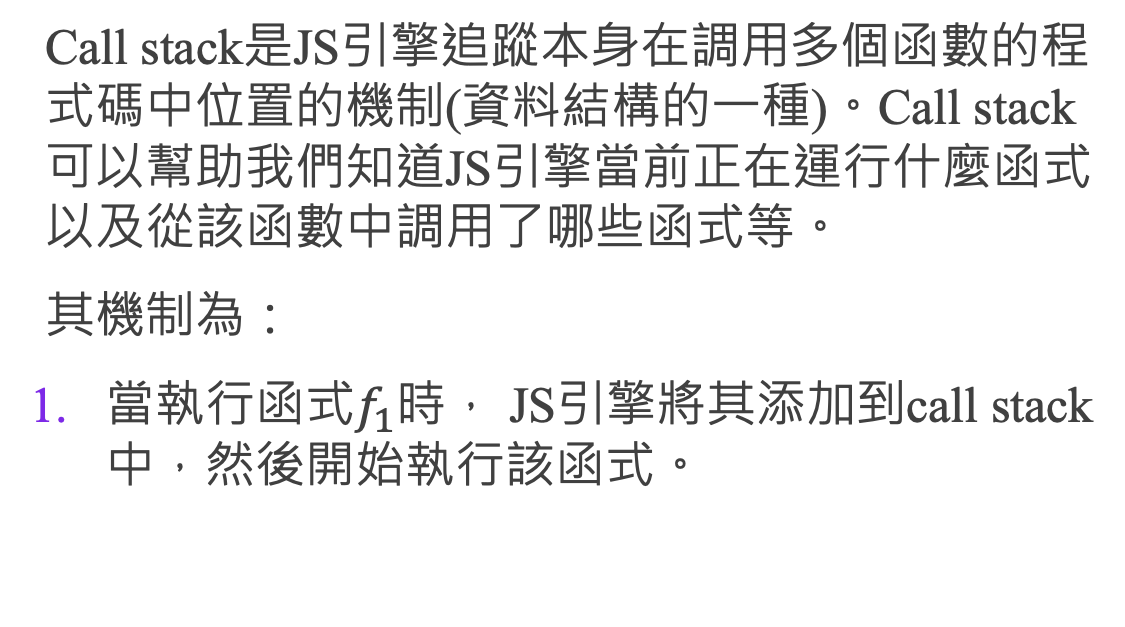 Call stack是JS引擎追蹤本身在調用多個函數的程
式碼中位置的機制(資料結構的一種)。Call stack
可以幫助我們知道JS引擎當前正在運行什麼函式
以及從該函數中調用了哪些函式等。
其機制為：
1. 當執行函式f₁時， JS引擎將其添加到call stack
中，然後開始執行該函式。